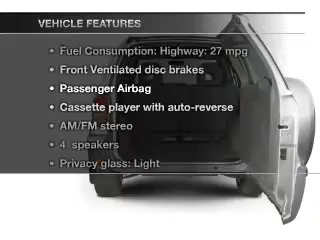 VEHICLE FEATURES
• Fuel Consumption: Highway: 27 mpg
• Front Ventilated disc brakes
• Passenger Airbag
• Cassette player with auto-reverse
• AM/FM stereo
• 4 speakers
• Privacy glass: Light